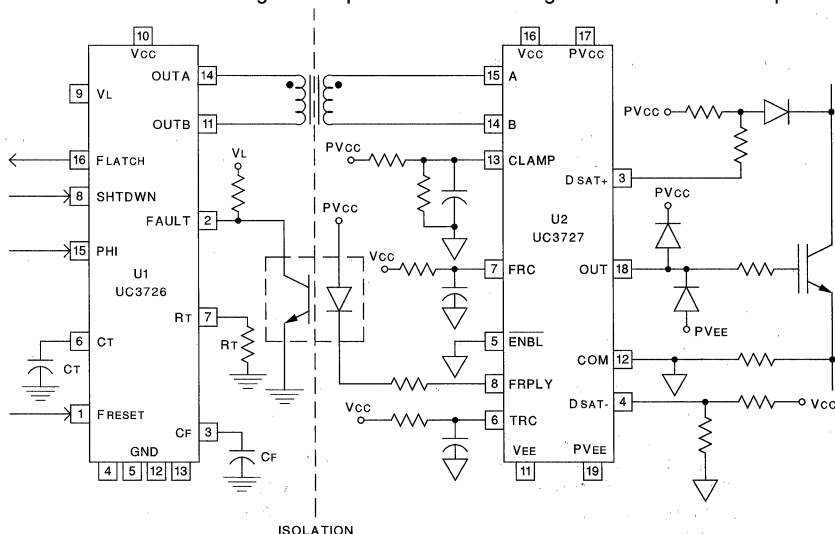 10
VCC
OUTA
14
9
VL
OUTB
11
16
FLATCH
8
SHTDWN
FAULT
2
VL
15
PHI
U1
UC3726
RT
7
RT
6
CT
CT
1
FRESET
CF
3
CF
GND
4
5
12
13
ISOLATION
PVCC
16
VCC
17
PVCC
15
A
14
B
PVCC
13
CLAMP
DSAT+
3
PVCC
PVCC
U2
UC3727
VCC
7
FRC
OUT
18
PVEE
5
ENBL
COM
12
8
FRPLY
VCC
6
TRC
DSAT-
4
VCC
VEE
11
PVEE
19